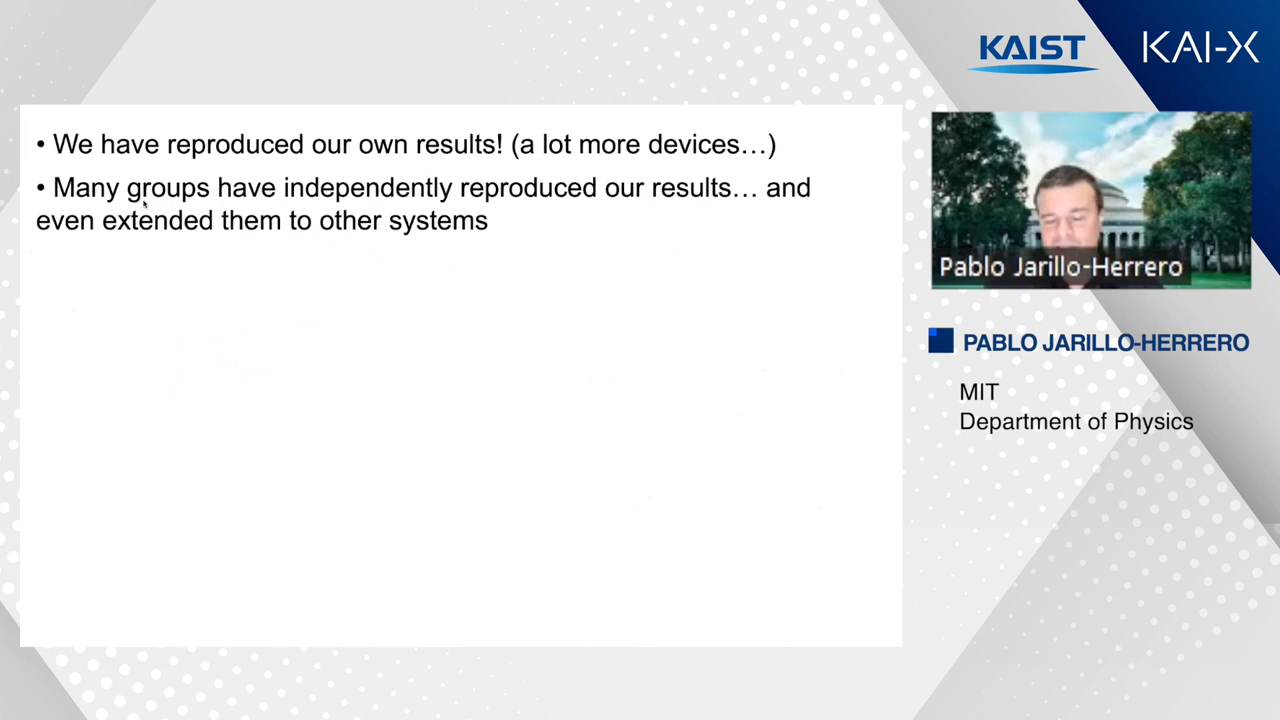 KAIST
KAI-X
• We have reproduced our own results! (a lot more devices…)
• Many groups have independently reproduced our results… and
even extended them to other systems
Pablo Jarillo-Herrero
PABLO JARILLO-HERRERO
MIT
Department of Physics